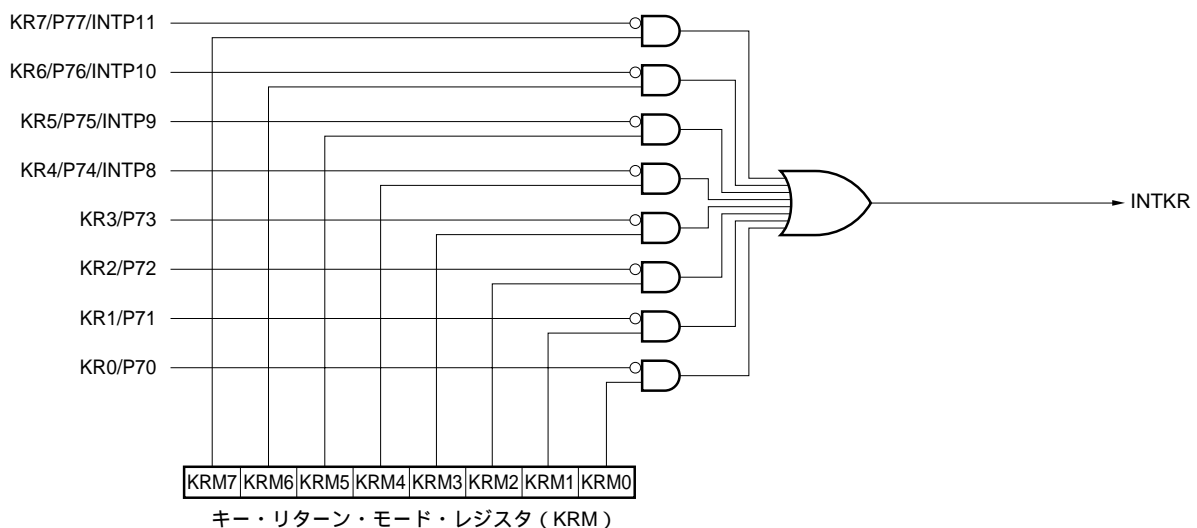 KR7/P77/INTP11
KR6/P76/INTP10
KR5/P75/INTP9
KR4/P74/INTP8
KR3/P73
KR2/P72
KR1/P71
KR0/P70
INTKR
KRM7 KRM6 KRM5 KRM4 KRM3 KRM2 KRM1 KRM0
キー・リターン・モード・レジスタ（KRM）